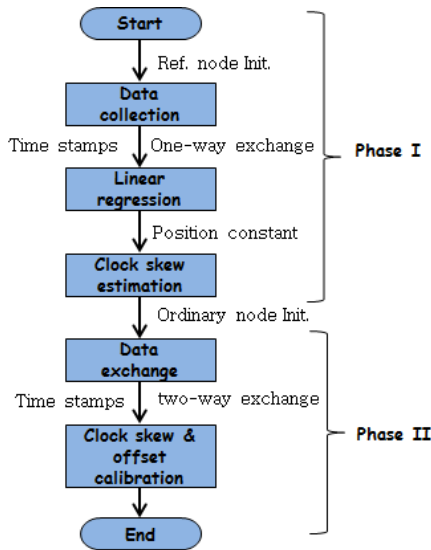 Start
Ref. node Init.
Data
collection
Time stamps One-way exchange
Phase I
Linear
regression
Position constant
Clock skew
estimation
Ordinary node Init.
Data
exchange
Time stamps two-way exchange
Phase II
Clock skew &
offset
calibration
End